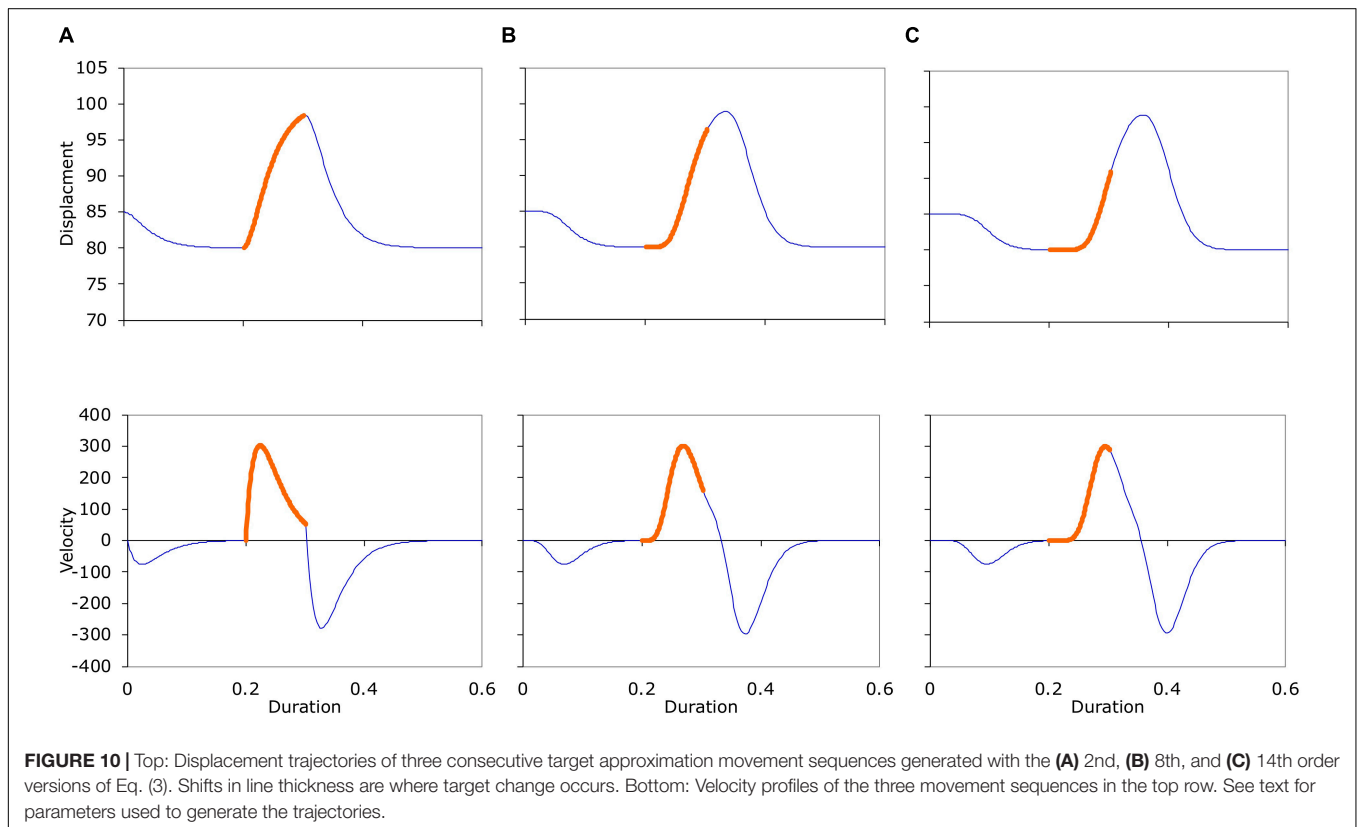 A
B
C
105
100
95
90
85
80
75
70
Displacment
400
300
200
100
0
-100
-200
-300
-400
Velocity
0 0.2 0.4 0.6
Duration
0 0.2 0.4 0.6
Duration
0 0.2 0.4 0.6
Duration
FIGURE 10 | Top: Displacement trajectories of three consecutive target approximation movement sequences generated with the (A) 2nd, (B) 8th, and (C) 14th order
versions of Eq. (3). Shifts in line thickness are where target change occurs. Bottom: Velocity profiles of the three movement sequences in the top row. See text for
parameters used to generate the trajectories.